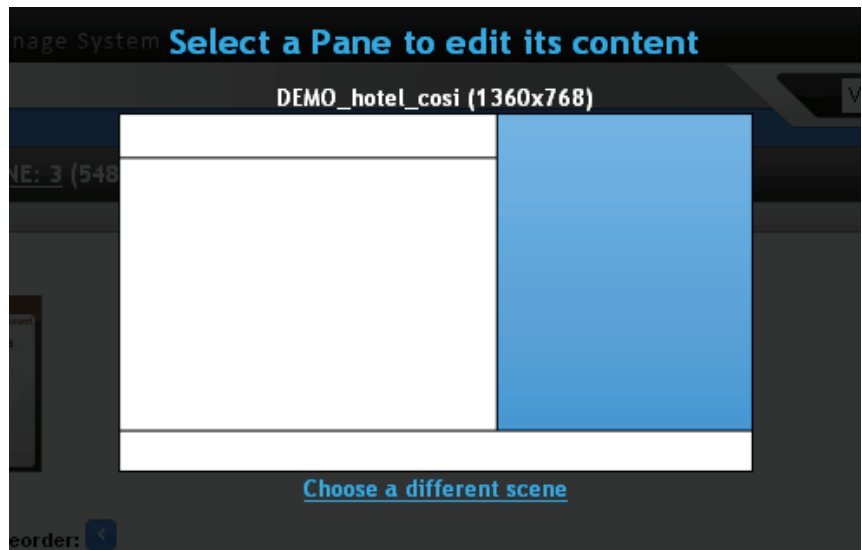 nage System Select a Pane to edit its content
DEMO_hotel_cosi (1360x768)
V
NE: 3 (548
Choose a different scene
eorder: <